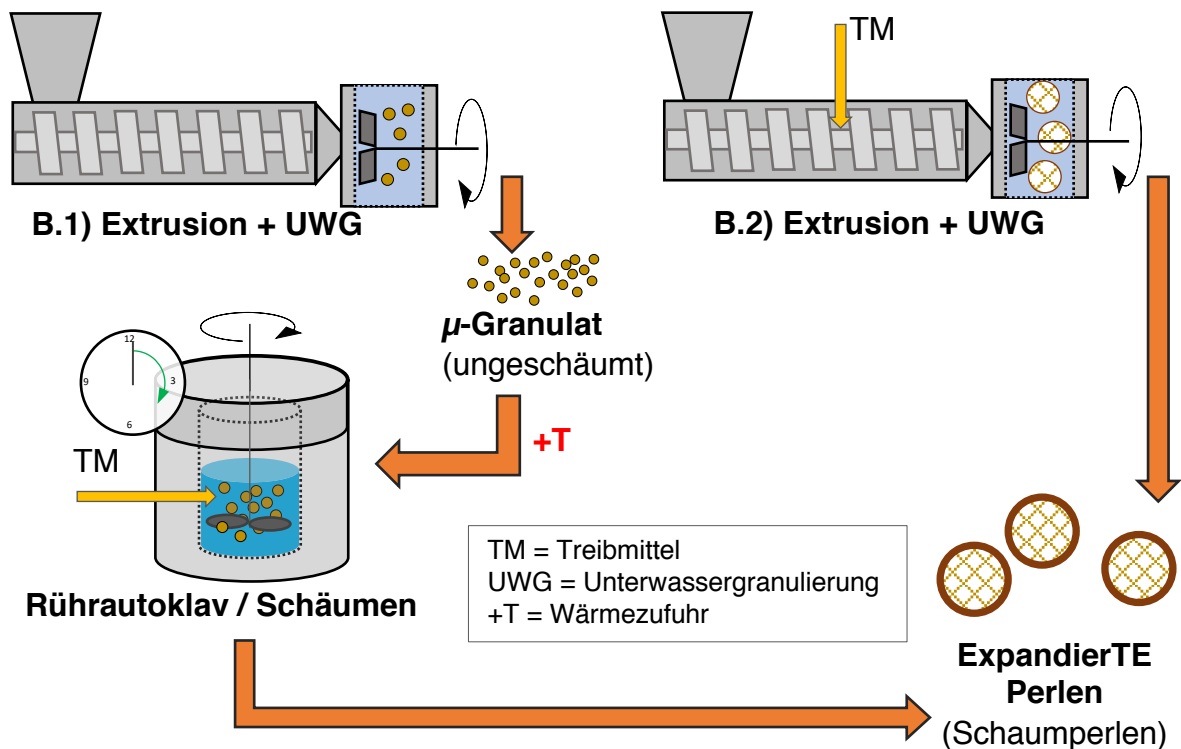 TM
B.1) Extrusion + UWG
B.2) Extrusion + UWG
µ-Granulat
(ungeschäumt)
12
3
6
9
+T
TM
Rührautoklav / Schäumen
TM = Treibmittel
UWG = Unterwassergranulierung
+T = Wärmezufuhr
ExpandierTE
Perlen
(Schaumperlen)